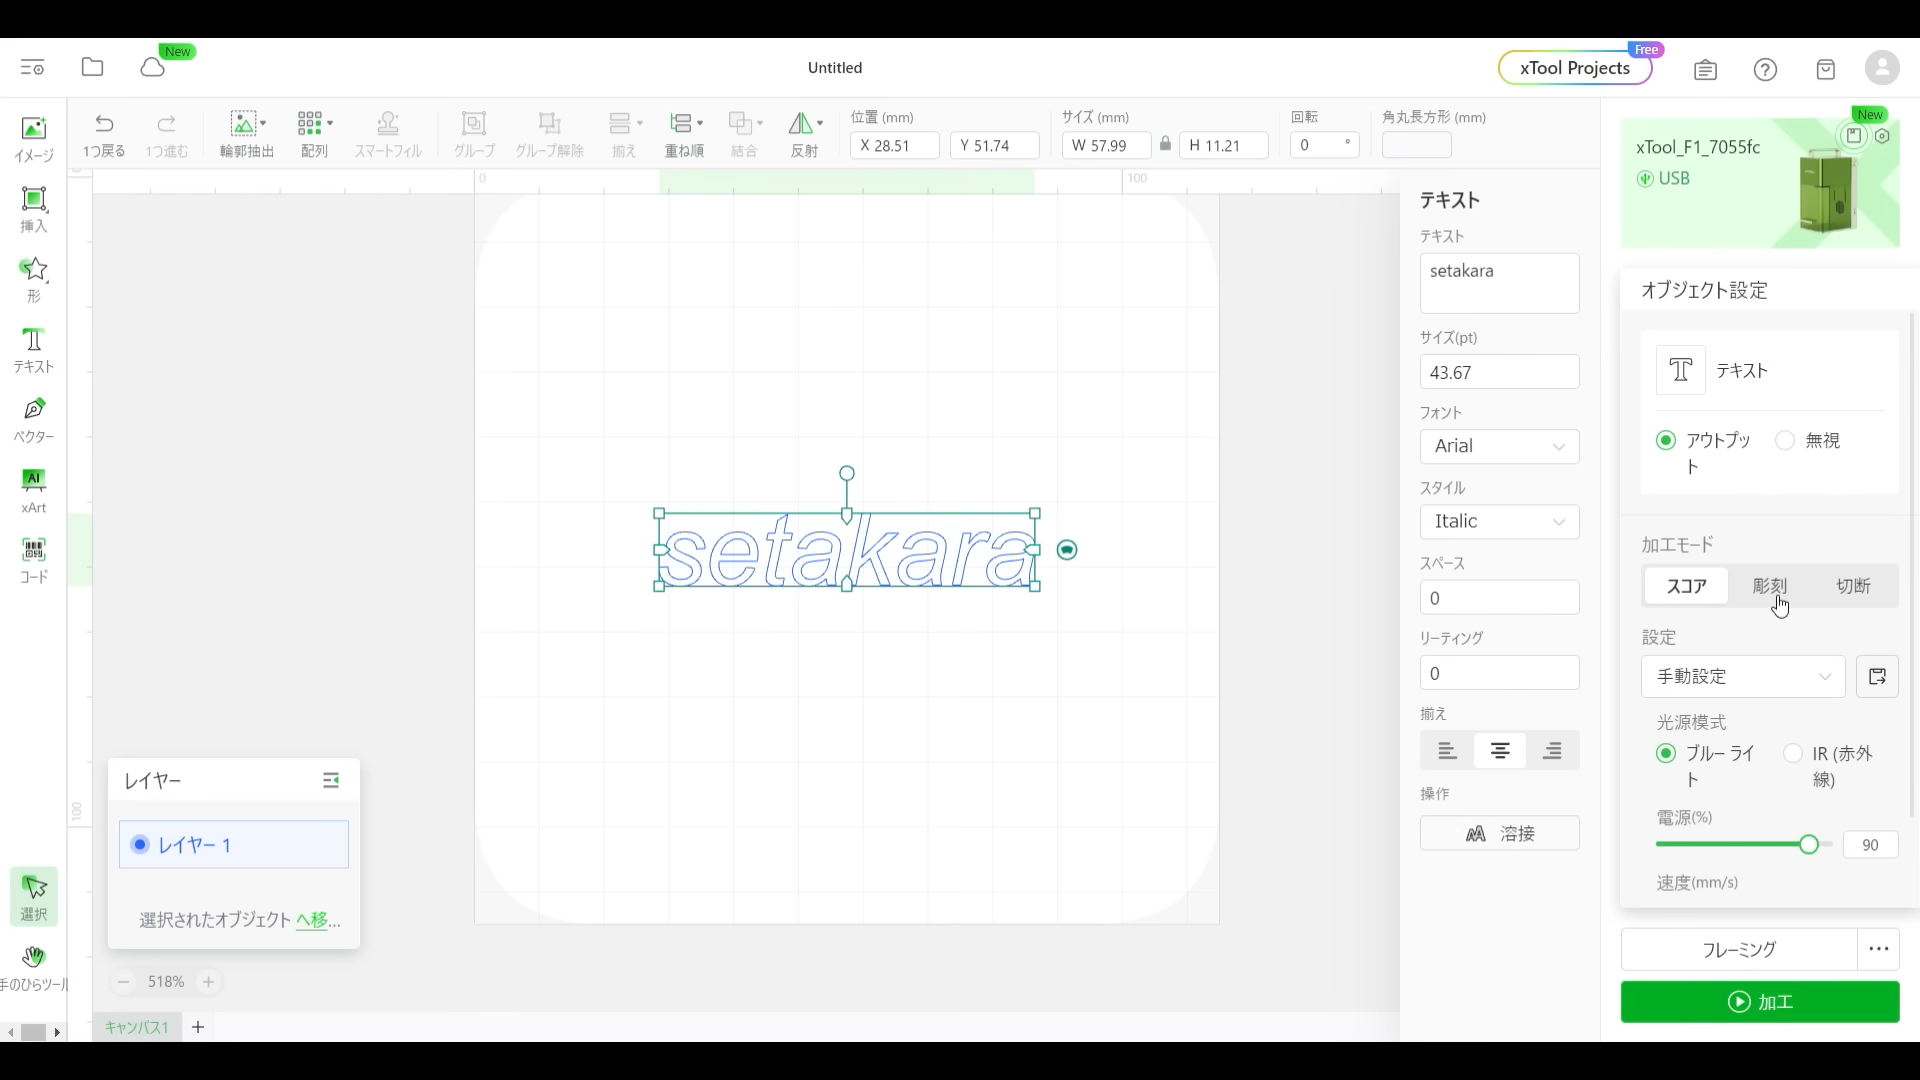 New
Untitled
Free
xTool Projects
イメージ
挿入
形
テキスト
ベクター
AI
xArt
コード
選択
手のひらツール
1つ戻る
1つ進む
輪郭抽出
配列
スマートフィル
グループ
グループ解除
揃え
重ね順
結合
反射
位置 (mm)
X 28.51
Y 51.74
サイズ (mm)
W 57.99
H 11.21
回転
0 °
角丸長方形 (mm)
0
100
100
setakara
レイヤー
レイヤー 1
選択されたオブジェクト へ移...
518%
キャンバス1
テキスト
テキスト
setakara
サイズ(pt)
43.67
フォント
Arial
スタイル
Italic
スペース
0
リーティング
0
揃え
操作
溶接
New
xTool_F1_7055fc
USB
オブジェクト設定
テキスト
アウトプッ
ト
無視
加工モード
スコア
彫刻
切断
設定
手動設定
光源模式
ブルー ライ
ト
IR (赤外
線)
電源(%)
90
速度(mm/s)
フレーミング
加工